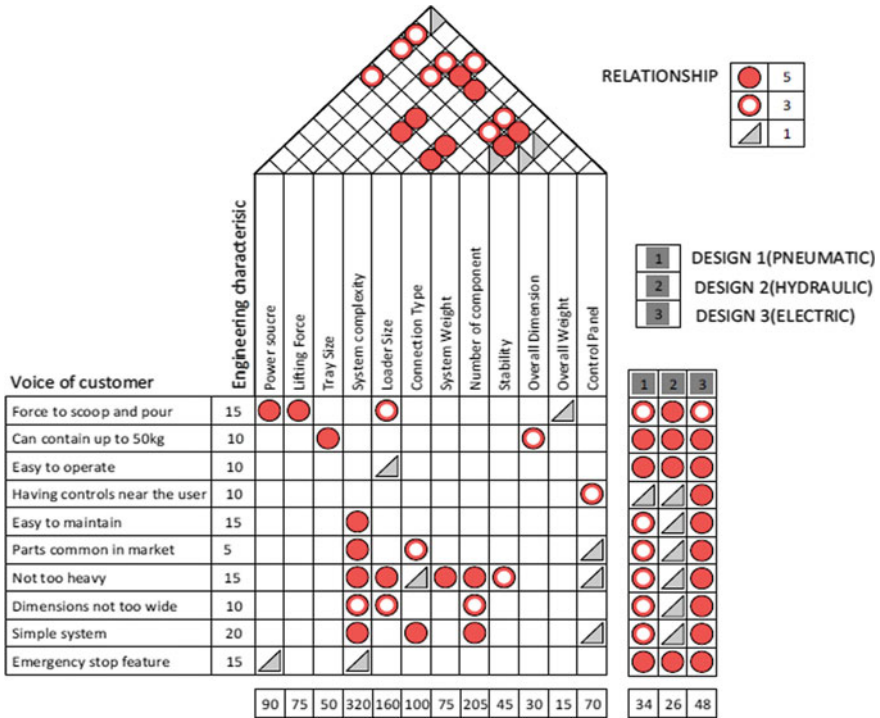 RELATIONSHIP
5
3
1
Engineering characterisic
Power soucre
Lifting Force
Tray Size
System complexity
Loader Size
Connection Type
System Weight
Number of component
Stability
Overall Dimension
Overall Weight
Control Panel
1 DESIGN 1(PNEUMATIC)
2 DESIGN 2(HYDRAULIC)
3 DESIGN 3(ELECTRIC)
Voice of customer
1 2 3
Force to scoop and pour 15
Can contain up to 50kg 10
Easy to operate 10
Having controls near the user 10
Easy to maintain 15
Parts common in market 5
Not too heavy 15
Dimensions not too wide 10
Simple system 20
Emergency stop feature 15
90 75 50 320 160 100 75 205 45 30 15 70 34 26 48